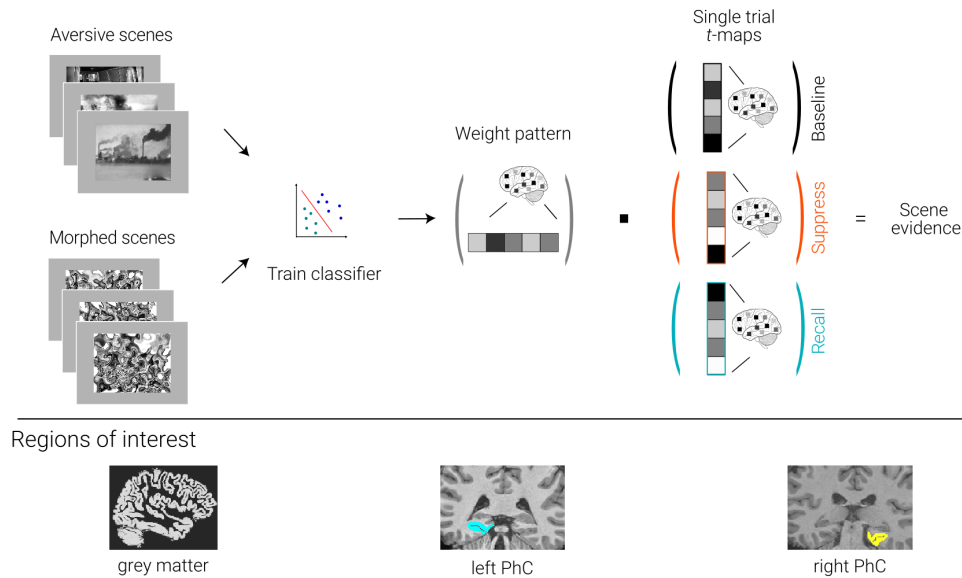 Aversive scenes
Morphed scenes
Train classifier
Weight pattern
Single trial
t-maps
Baseline
Suppress
Recall
=
Scene
evidence
Regions of interest
grey matter
left PhC
right PhC